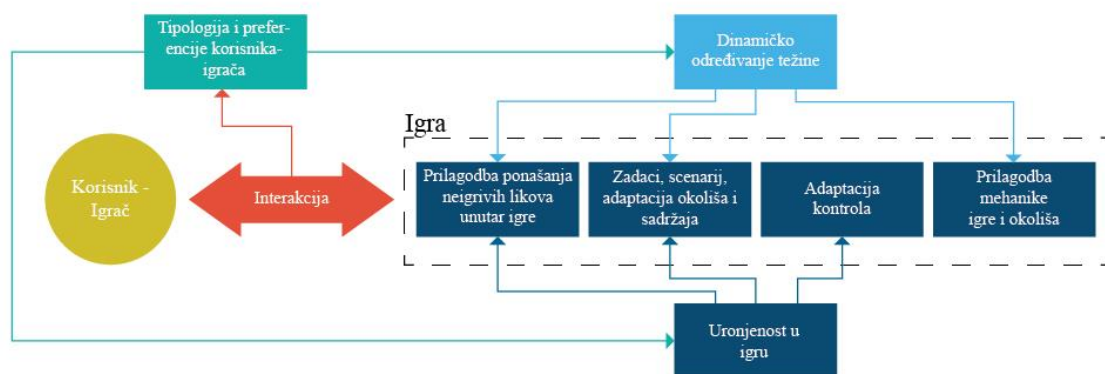 Tipologija i prefer-
encije korisnika-
igrača
Dinamičko
određivanje težine
Igra
Korisnik -
Igrač
Interakcija
Prilagodba ponašanja
neigrivih likova
unutar igre
Zadaci, scenarij,
adaptacija okoliša i
sadržaja
Adaptacija
kontrola
Prilagodba
mehanike
igre i okoliša
Uronjenost u
igru